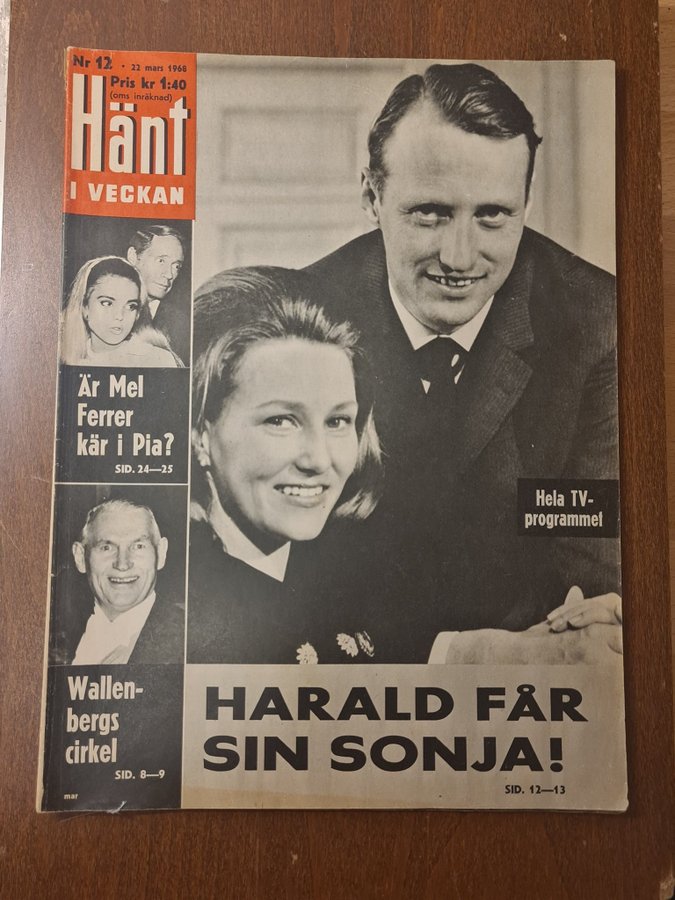 Nr 12 · 22 mars 1968
Pris kr 1:40
(oms inräknad)
Hänt
I VECKAN
Är Mel
Ferrer
kär i Pia?
SID. 24—25
Wallen-
bergs
cirkel
SID. 8—9
mar
Hela TV-
programmet
HARALD FÅR
SIN SONJA!
SID. 12—13